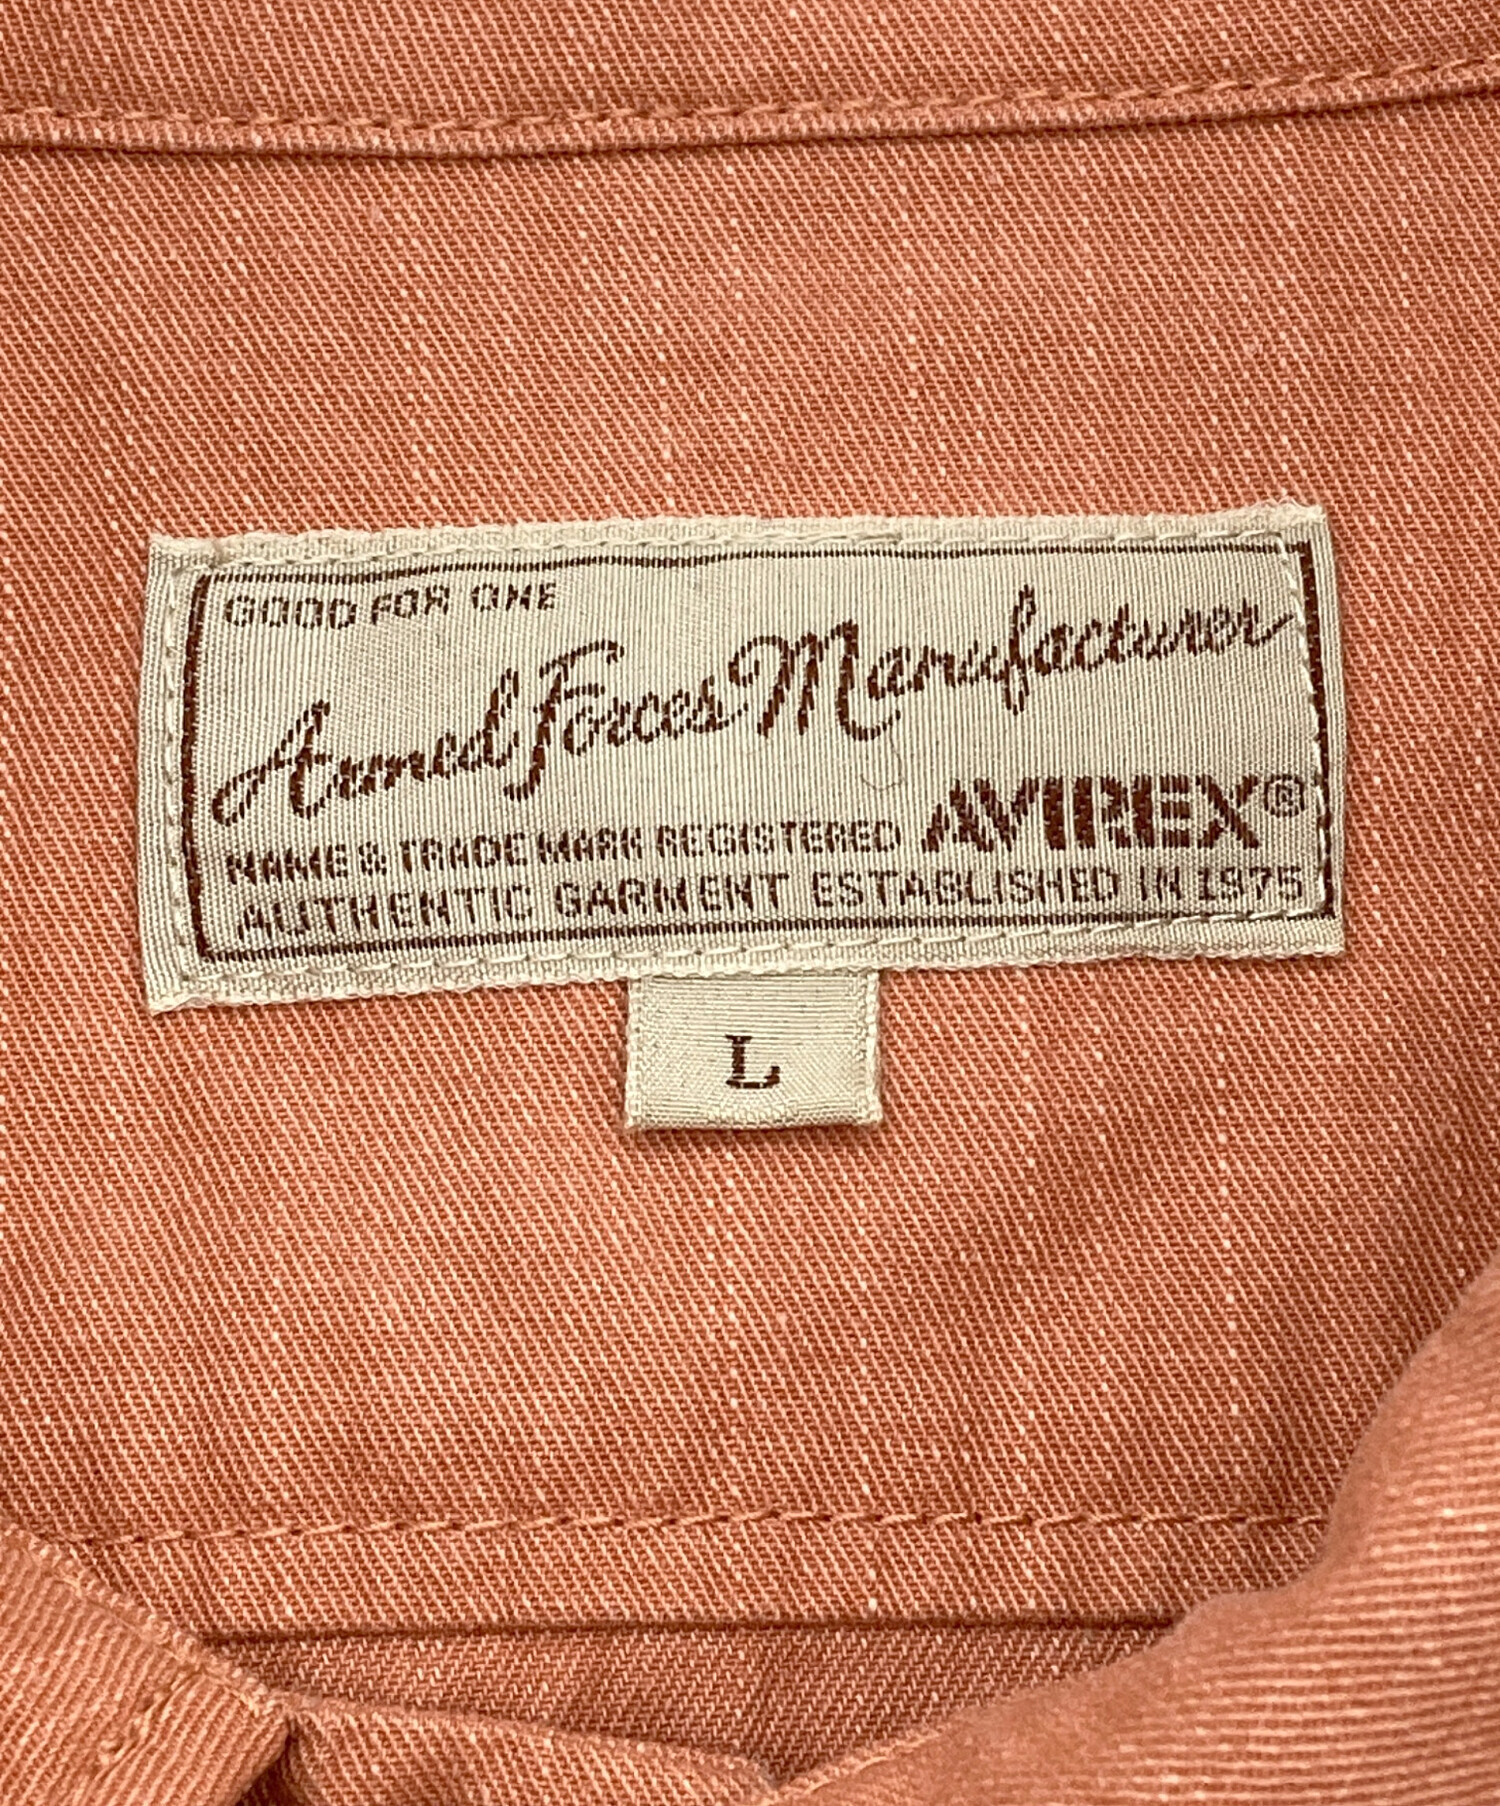 GOOD FOR ONE
Armed Forces Manufacturer
NAME & TRADE MARK REGISTERED AVIREX®
AUTHENTIC GARMENT ESTABLISHED IN 1975
L